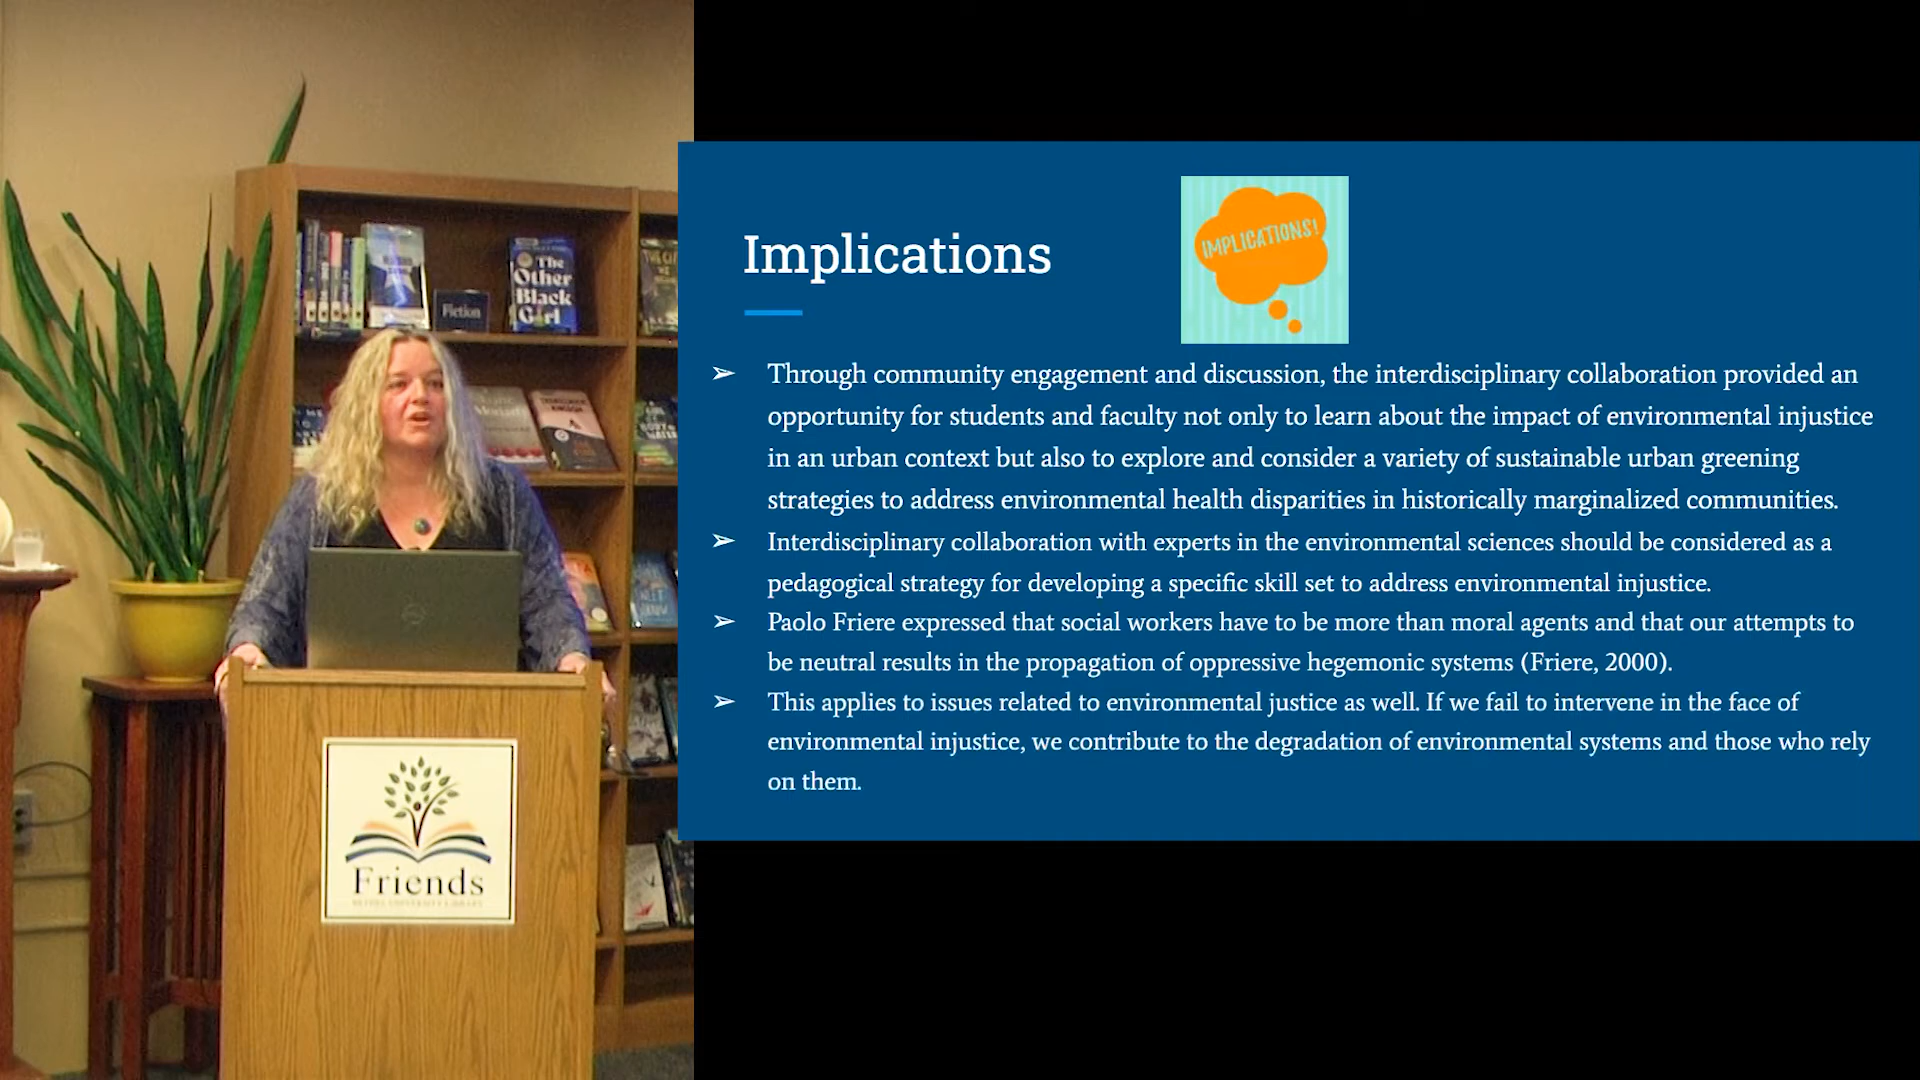 Fiction
The
Other
Black
Girl
Friends
BETHEL UNIVERSITY LIBRARY
Implications
IMPLICATIONS!
➢ Through community engagement and discussion, the interdisciplinary collaboration provided an
opportunity for students and faculty not only to learn about the impact of environmental injustice
in an urban context but also to explore and consider a variety of sustainable urban greening
strategies to address environmental health disparities in historically marginalized communities.
➢ Interdisciplinary collaboration with experts in the environmental sciences should be considered as a
pedagogical strategy for developing a specific skill set to address environmental injustice.
➢ Paolo Friere expressed that social workers have to be more than moral agents and that our attempts to
be neutral results in the propagation of oppressive hegemonic systems (Friere, 2000).
➢ This applies to issues related to environmental justice as well. If we fail to intervene in the face of
environmental injustice, we contribute to the degradation of environmental systems and those who rely
on them.